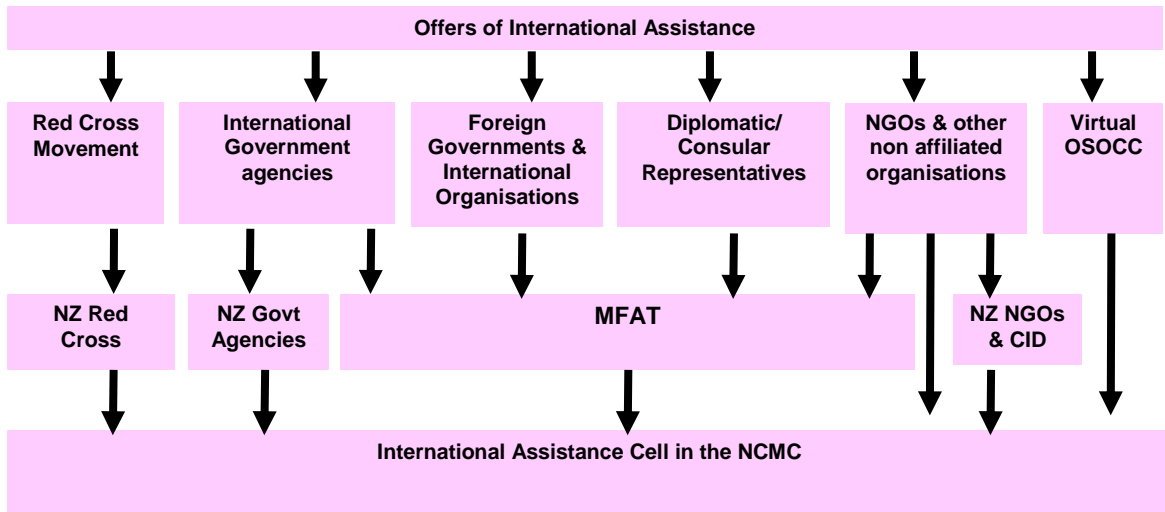 Offers of International Assistance
Red Cross
Movement
International
Government
agencies
Foreign
Governments &
International
Organisations
Diplomatic/
Consular
Representatives
NGOs & other
non affiliated
organisations
Virtual
OSOCC
NZ Red
Cross
NZ Govt
Agencies
MFAT
NZ NGOs
& CID
International Assistance Cell in the NCMC